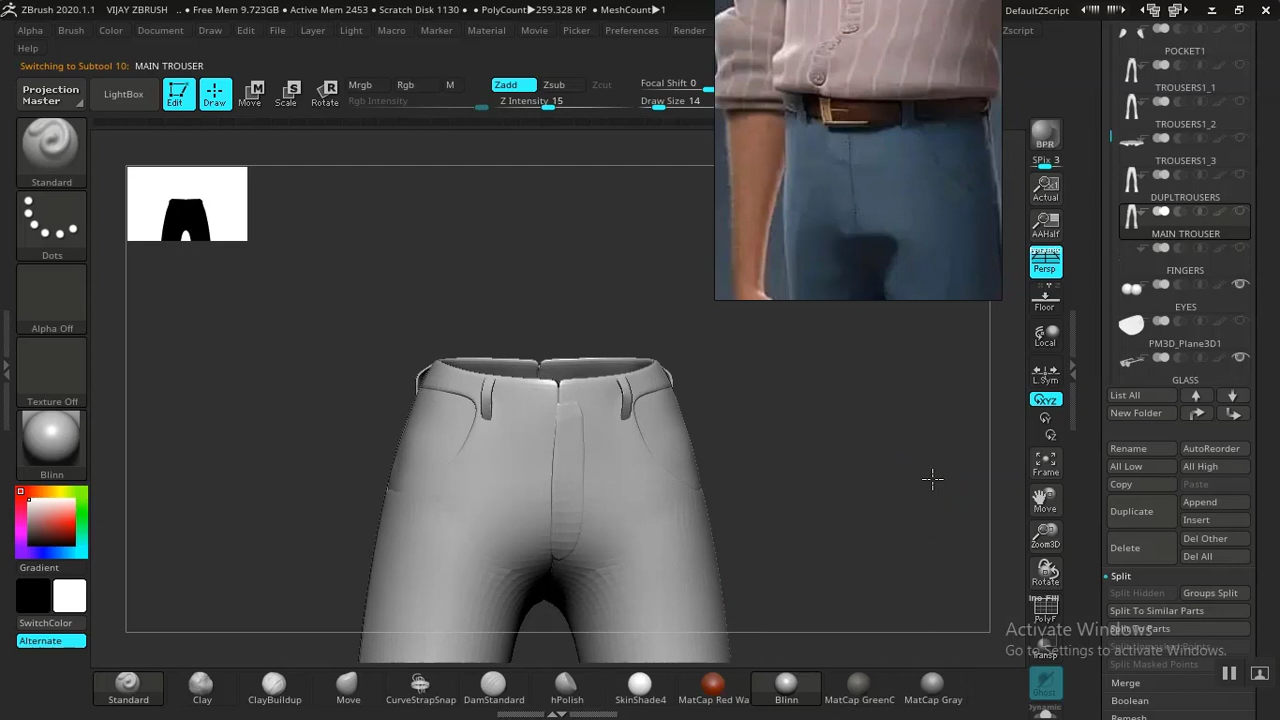 ZBrush 2020.1.1 VIJAY ZBRUSH .. • Free Mem 9.723GB • Active Mem 2453 • Scratch Disk 1130 • PolyCount▶259.328 KP • MeshCount▶1 DefaultZScript
Alpha Brush Color Document Draw Edit File Layer Light Macro Marker Material Movie Picker Preferences Render Zscript
Help
Switching to Subtool 10: MAIN TROUSER
Projection Master
LightBox
Edit
Draw
Move
Scale
Rotate
Mrgb Rgb M
Rgb Intensity
Zadd Zsub Zcut
Z Intensity 15
Focal Shift 0
Draw Size 14
Standard
Dots
Alpha Off
Texture Off
Blinn
Gradient
SwitchColor
Alternate
BPR
SPix 3
Actual
AAHalf
Persp
Floor
Local
L.Sym
XYZ
Frame
Move
Zoom3D
Rotate
PolyF
Transp
Ghost
Dynamic
POCKET1
TROUSERS1_1
TROUSERS1_2
TROUSERS1_3
DUPLTROUSERS
MAIN TROUSER
FINGERS
EYES
PM3D_Plane3D1
GLASS
List All
New Folder
Rename AutoReorder
All Low All High
Copy Paste
Duplicate Append
Insert
Delete Del Other
Del All
Split
Split Hidden Groups Split
Split To Similar Parts
Split To Parts
Split Masked Points
Merge
Boolean
Remesh
Activate Windows
Go to Settings to activate Windows.
Standard Clay ClayBuildup Move CurveStrapSnap DamStandard hPolish SkinShade4 MatCap Red Wa Blinn MatCap GreenC MatCap Gray